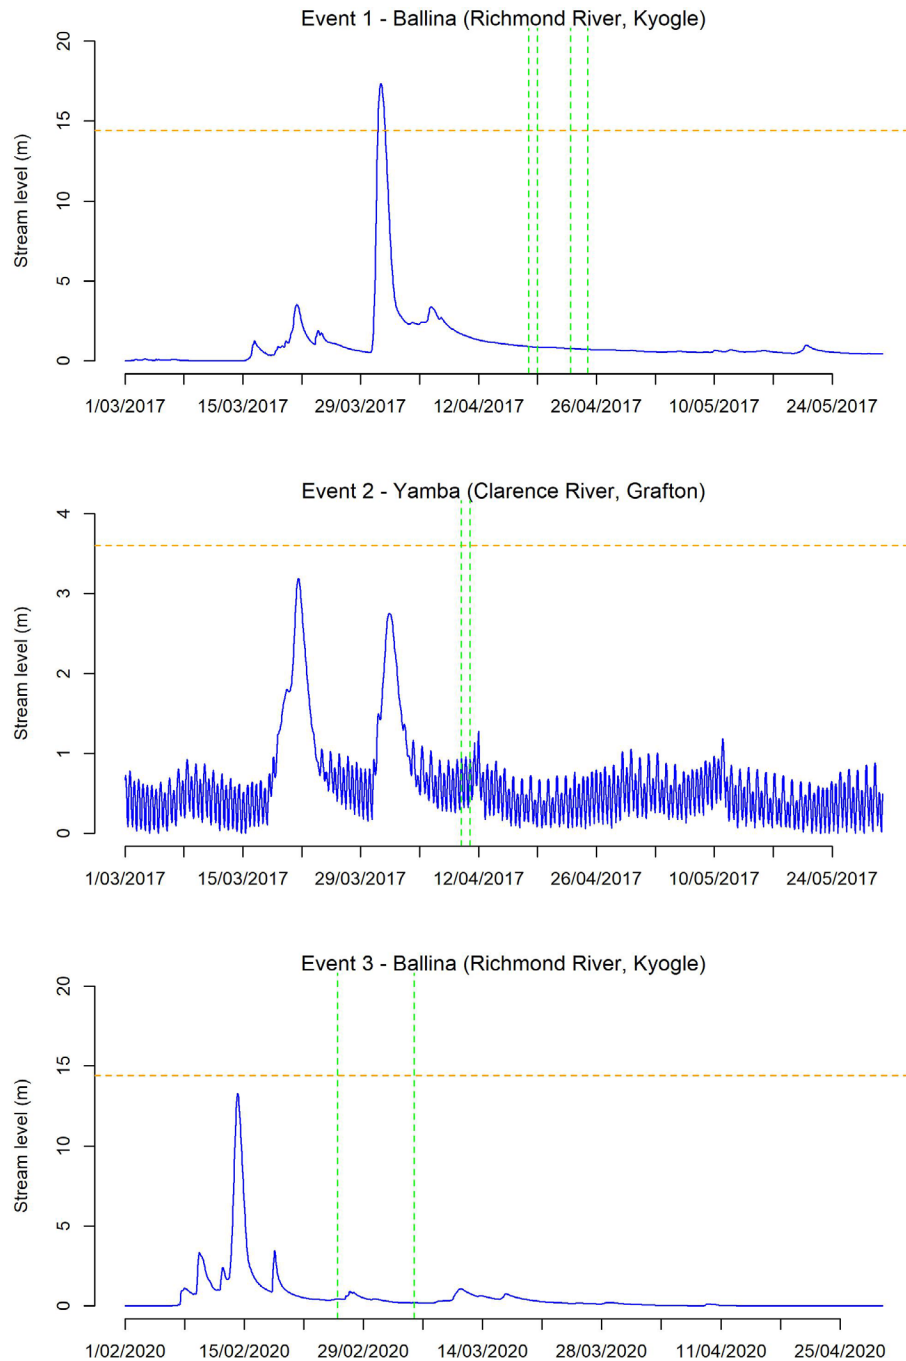 Event 1 - Ballina (Richmond River, Kyogle)
20
15
10
5
0
Stream level (m)
1/03/2017 15/03/2017 29/03/2017 12/04/2017 26/04/2017 10/05/2017 24/05/2017
Event 2 - Yamba (Clarence River, Grafton)
4
3
2
1
0
Stream level (m)
1/03/2017 15/03/2017 29/03/2017 12/04/2017 26/04/2017 10/05/2017 24/05/2017
Event 3 - Ballina (Richmond River, Kyogle)
20
15
10
5
0
Stream level (m)
1/02/2020 15/02/2020 29/02/2020 14/03/2020 28/03/2020 11/04/2020 25/04/2020